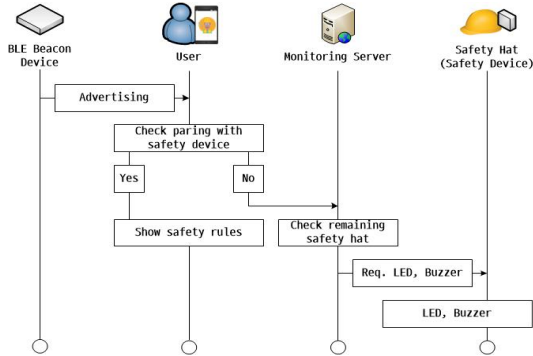 BLE Beacon
Device
User
Monitoring Server
Safety Hat
(Safety Device)
Advertising
Check paring with
safety device
Yes
No
Show safety rules
Check remaining
safety hat
Req. LED, Buzzer
LED, Buzzer